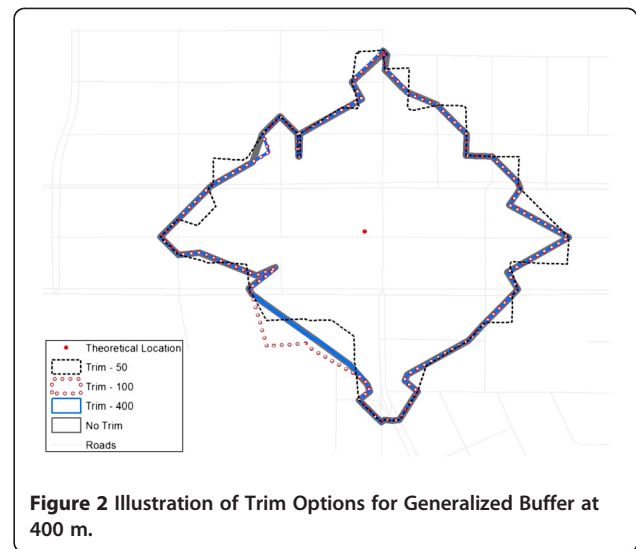 Theoretical Location
Trim - 50
Trim - 100
Trim - 400
No Trim
Roads
Figure 2 Illustration of Trim Options for Generalized Buffer at
400 m.